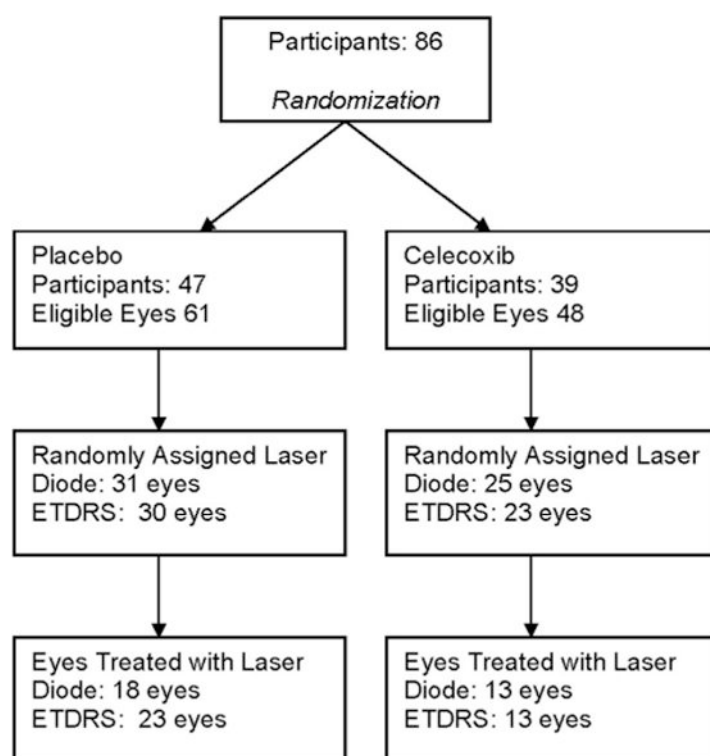 Participants: 86
Randomization
Placebo
Participants: 47
Eligible Eyes 61
Celecoxib
Participants: 39
Eligible Eyes 48
Randomly Assigned Laser
Diode: 31 eyes
ETDRS: 30 eyes
Randomly Assigned Laser
Diode: 25 eyes
ETDRS: 23 eyes
Eyes Treated with Laser
Diode: 18 eyes
ETDRS: 23 eyes
Eyes Treated with Laser
Diode: 13 eyes
ETDRS: 13 eyes